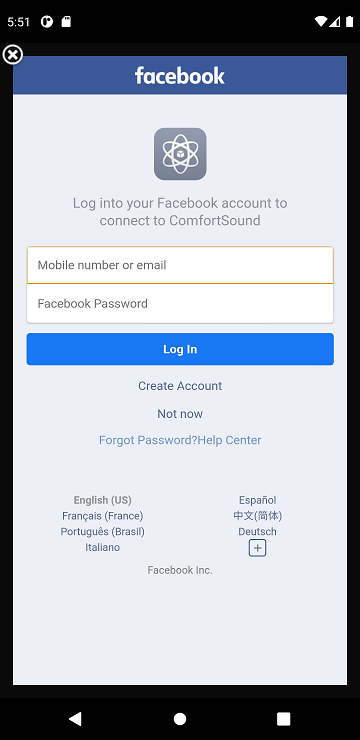 5:51
facebook
Log into your Facebook account to
connect to ComfortSound
Mobile number or email
Facebook Password
Log In
Create Account
Not now
Forgot Password?Help Center
English (US)
Español
Français (France)
中文(简体)
Português (Brasil)
Deutsch
Italiano
Facebook Inc.